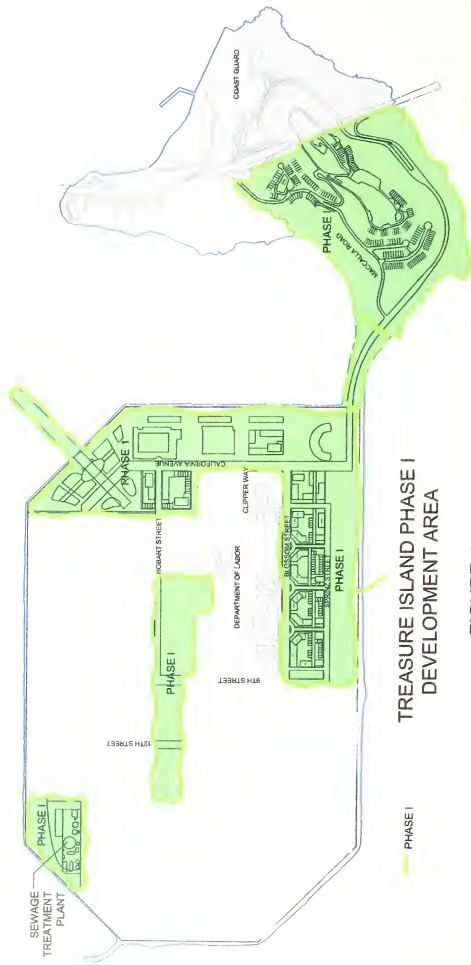 SEWAGE
TREATMENT
PLANT
PHASE I
12TH STREET
PHASE I
HOBART STREET
PHASE 1
CALIFORNIA AVENUE
9TH STREET
DEPARTMENT OF LABOR
CLIPPER WAY
BLOSSOM STREET
STREET
PHASE I
COAST GUARD
PHASE I
MACCALLA ROAD
PHASE I
TREASURE ISLAND PHASE I
DEVELOPMENT AREA